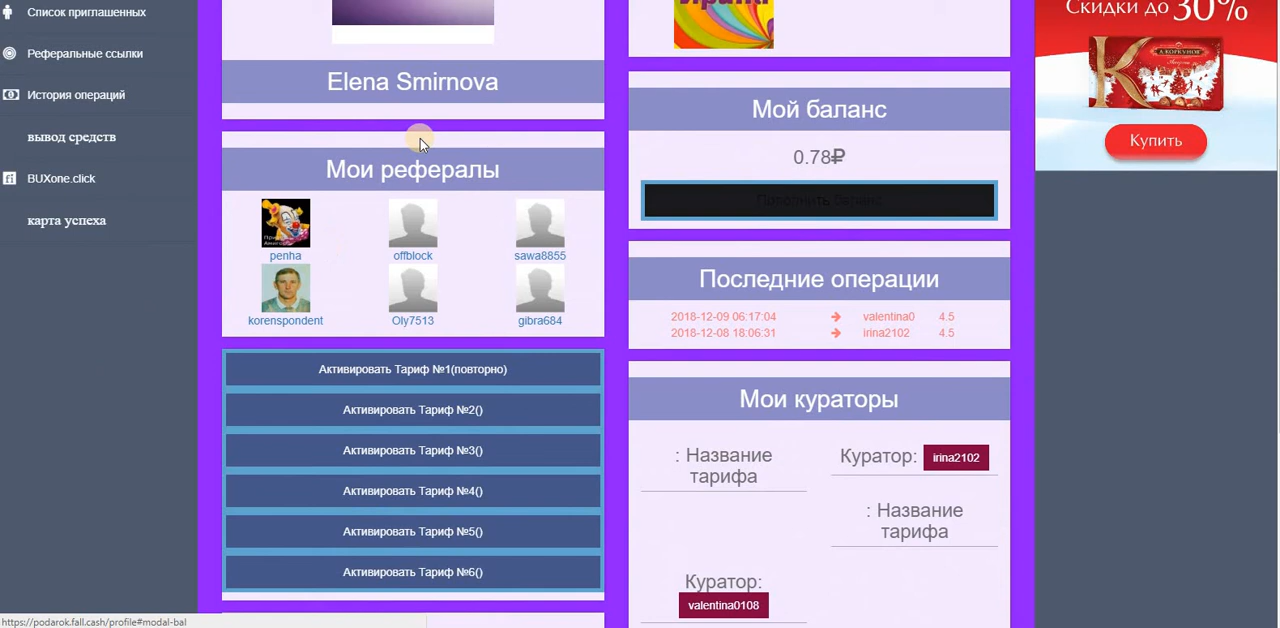 Список приглашенных
Реферальные ссылки
История операций
вывод средств
BUXone.click
карта успеха
Elena Smirnova
Мои рефералы
penha
offblock
sawa8855
korenspondent
Oly7513
gibra684
Активировать Тариф №1(повторно)
Активировать Тариф №2()
Активировать Тариф №3()
Активировать Тариф №4()
Активировать Тариф №5()
Активировать Тариф №6()
Мой баланс
0.78₽
Пополнить баланс
Последние операции
2018-12-09 06:17:04 valentina0 4.5
2018-12-08 18:06:31 irina2102 4.5
Мои кураторы
: Название
тарифа
Куратор: irina2102
: Название
тарифа
Куратор:
valentina0108
Скидки до 30%
А.КОРКУНОВ
Купить
https://podarok.fall.cash/profile#modal-bal